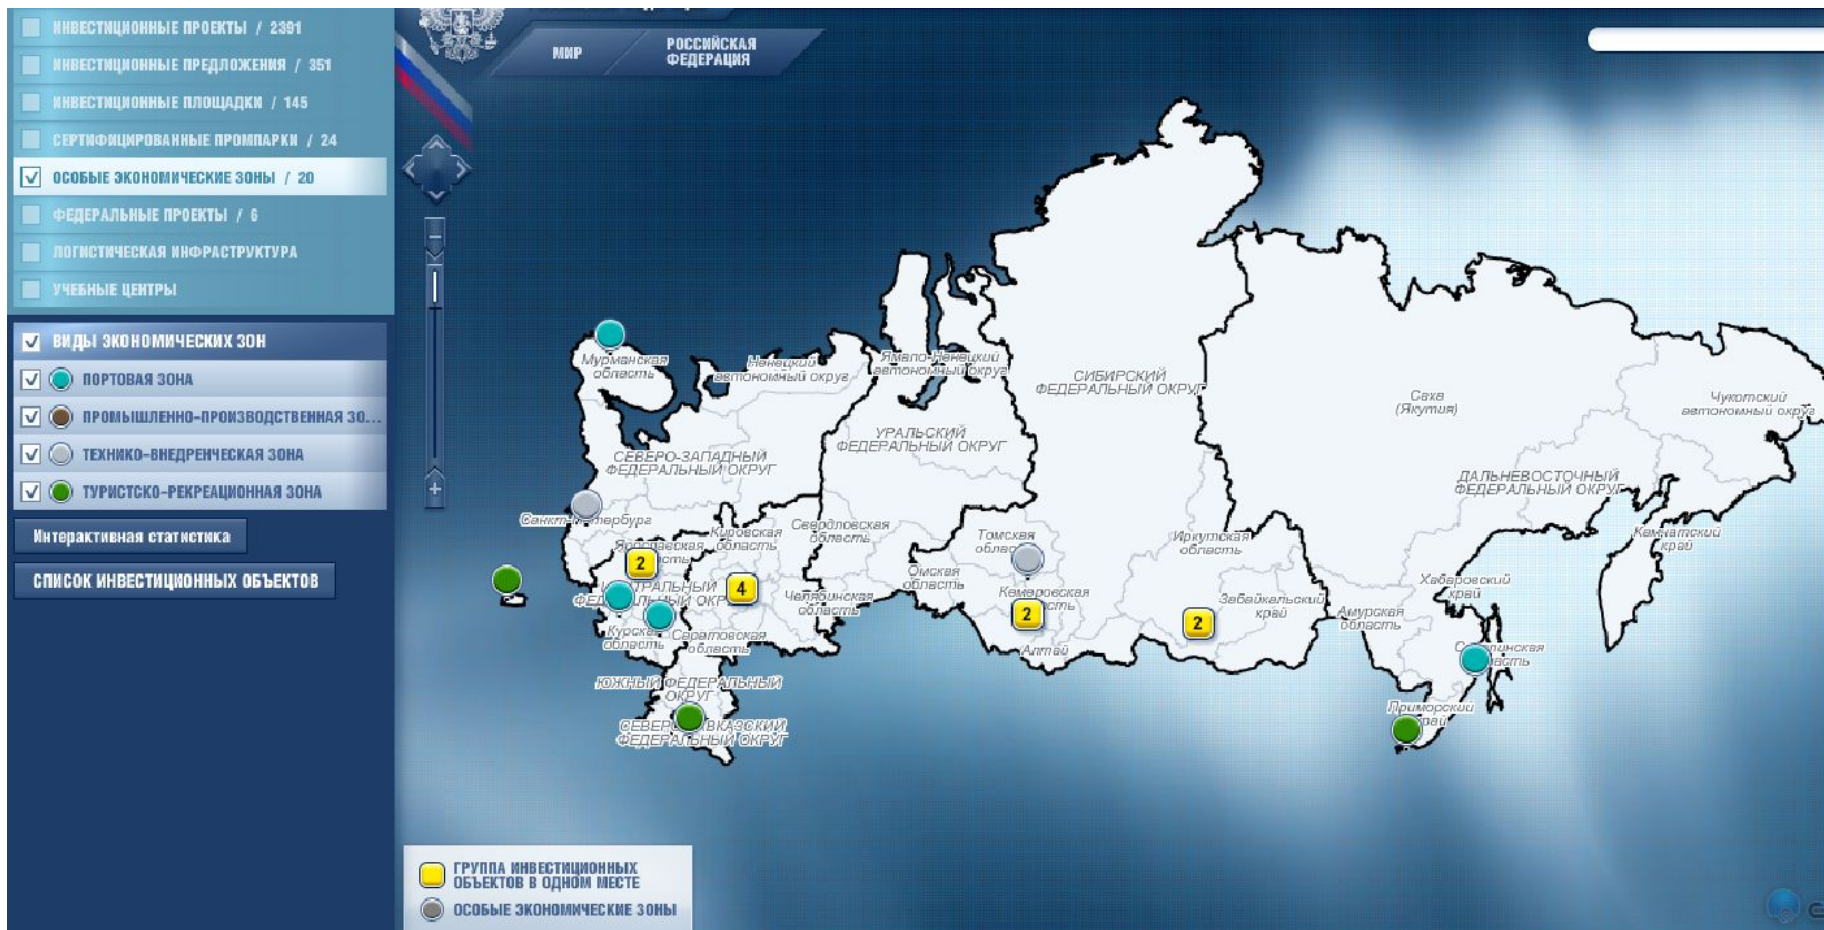 ИНВЕСТИЦИОННЫЕ ПРОЕКТЫ / 2391
ИНВЕСТИЦИОННЫЕ ПРЕДЛОЖЕНИЯ / 351
ИНВЕСТИЦИОННЫЕ ПЛОЩАДКИ / 145
СЕРТИФИЦИРОВАННЫЕ ПРОМПАРКИ / 24
ОСОБЫЕ ЭКОНОМИЧЕСКИЕ ЗОНЫ / 20
ФЕДЕРАЛЬНЫЕ ПРОЕКТЫ / 6
ЛОГИСТИЧЕСКАЯ ИНФРАСТРУКТУРА
УЧЕБНЫЕ ЦЕНТРЫ
ВИДЫ ЭКОНОМИЧЕСКИХ ЗОН
ПОРТОВАЯ ЗОНА
ПРОМЫШЛЕННО-ПРОИЗВОДСТВЕННАЯ ЗО...
ТЕХНИКО-ВНЕДРЕНЧЕСКАЯ ЗОНА
ТУРИСТСКО-РЕКРЕАЦИОННАЯ ЗОНА
Интерактивная статистика
СПИСОК ИНВЕСТИЦИОННЫХ ОБЪЕКТОВ
МИР
РОССИЙСКАЯ
ФЕДЕРАЦИЯ
Мурманская
область
Ненецкий
автономный округ
Ямало-Ненецкий
автономный округ
СИБИРСКИЙ
ФЕДЕРАЛЬНЫЙ ОКРУГ
Саха
(Якутия)
Чукотский
автономный округ
УРАЛЬСКИЙ
ФЕДЕРАЛЬНЫЙ ОКРУГ
СЕВЕРО-ЗАПАДНЫЙ
ФЕДЕРАЛЬНЫЙ ОКРУГ
ДАЛЬНЕВОСТОЧНЫЙ
ФЕДЕРАЛЬНЫЙ ОКРУГ
Кировская
область
Свердловская
область
Томская
Иркутская
область
Камчатский
край
Ярославская
2
4
Челябинская
область
Омская
область
Кемеровская
2
2
Забайкальский
край
Хабаровский
край
Амурская
область
ФЕДЕРАЛЬНЫЙ
Курская
область
Саратовская
область
Алтай
ЮЖНЫЙ ФЕДЕРАЛЬНЫЙ
ОКРУГ
ФЕДЕРАЛЬНЫЙ ОКРУГ
Приморский
ГРУППА ИНВЕСТИЦИОННЫХ
ОБЪЕКТОВ В ОДНОМ МЕСТЕ
ОСОБЫЕ ЭКОНОМИЧЕСКИЕ ЗОНЫ